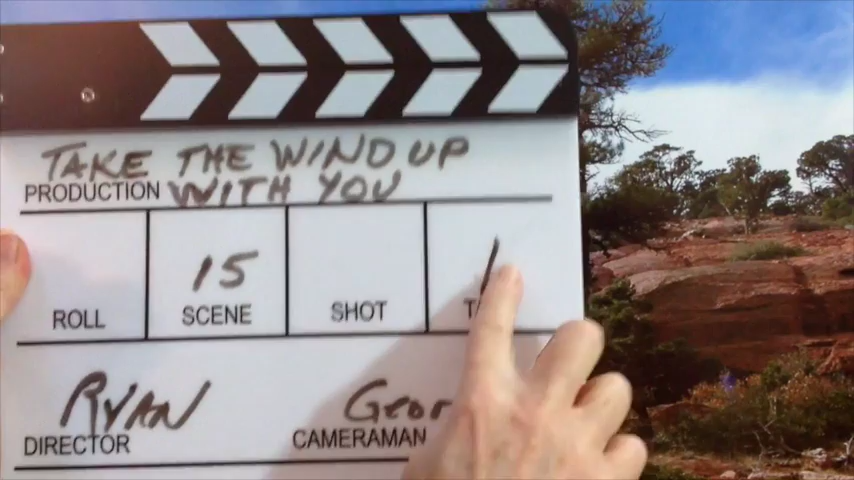 TAKE THE WIND UP
PRODUCTION WITH YOU
15
ROLL SCENE SHOT
RYAN
DIRECTOR CAMERAMAN